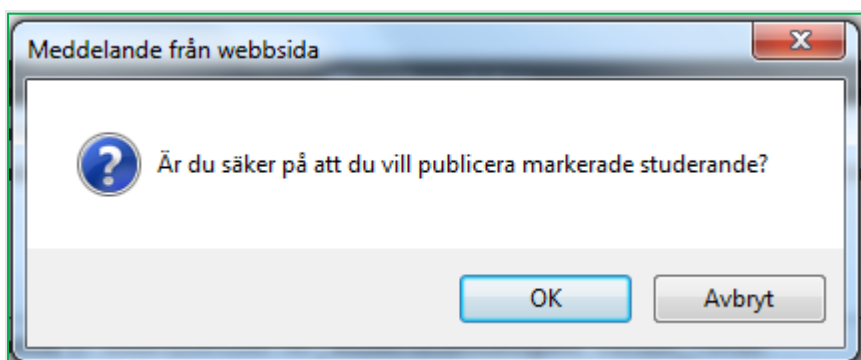 Meddelande från webbsida
Är du säker på att du vill publicera markerade studerande?
OK
Avbryt